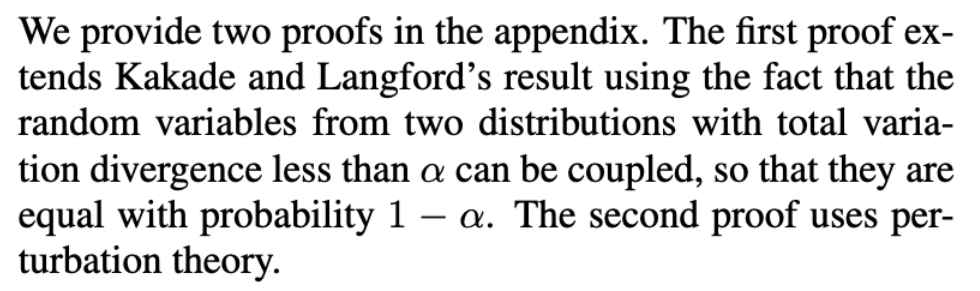 We provide two proofs in the appendix. The first proof ex-
tends Kakade and Langford's result using the fact that the
random variables from two distributions with total varia-
tion divergence less than α can be coupled, so that they are
equal with probability 1 − α. The second proof uses per-
turbation theory.